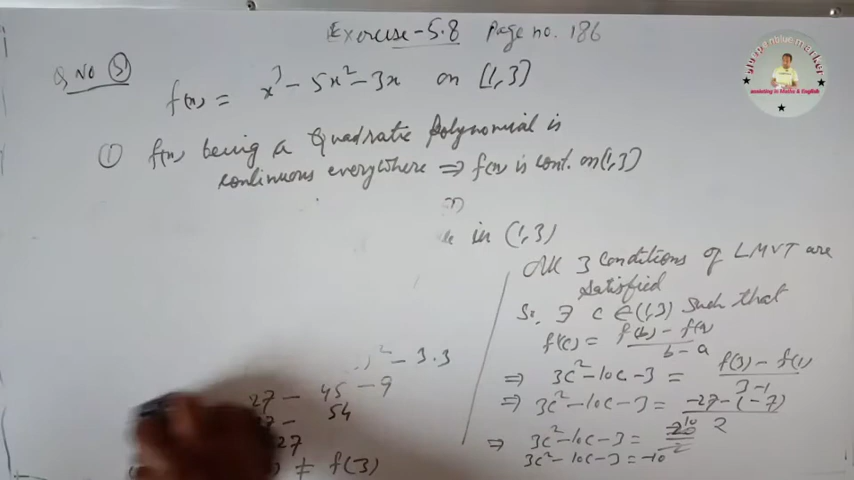 Exercise-5.8 Page no. 186
Q No (5)
f(x) = x³ - 5x² - 3x on [1,3]
① f(x) being a Quadratic polynomial is
continuous everywhere ⇒ f(x) is cont. on [1,3]
in (1,3)
)² - 3.3
27 - 45 - 9
54
27
≠ f(3)
All 3 conditions of LMVT are
satisfied
So, ∃ c ∈ (1,3) such that
f'(c) = f(b) - f(a) / b - a
⇒ 3c² - 10c - 3 = f(3) - f(1) / 3-1
⇒ 3c² - 10c - 3 = -27 - (-7) / 2
⇒ 3c² - 10c - 3 =
3c² - 10c - 3 = -10